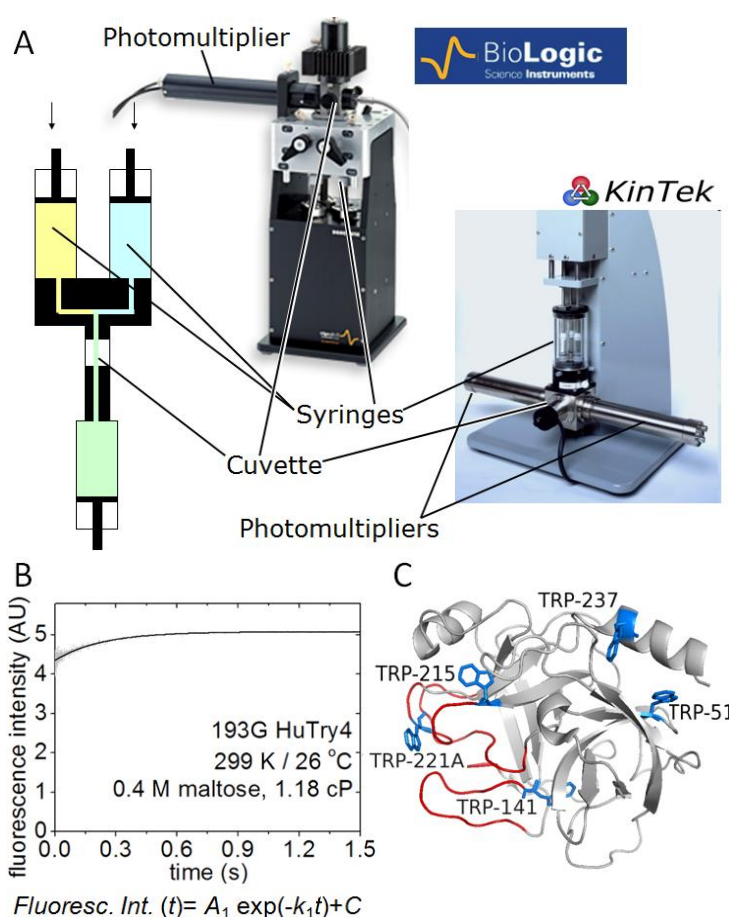 A
Photomultiplier
BioLogic
Science Instruments
KinTek
Syringes
Cuvette
Photomultipliers
B
fluorescence intensity (AU)
5
4
3
2
1
0
193G HuTry4
299 K / 26 °C
0.4 M maltose, 1.18 cP
0.0 0.3 0.6 0.9 1.2 1.5
time (s)
Fluoresc. Int. (t)= A₁ exp(-k₁t)+C
C
TRP-237
TRP-215
TRP-51
TRP-221A
TRP-141